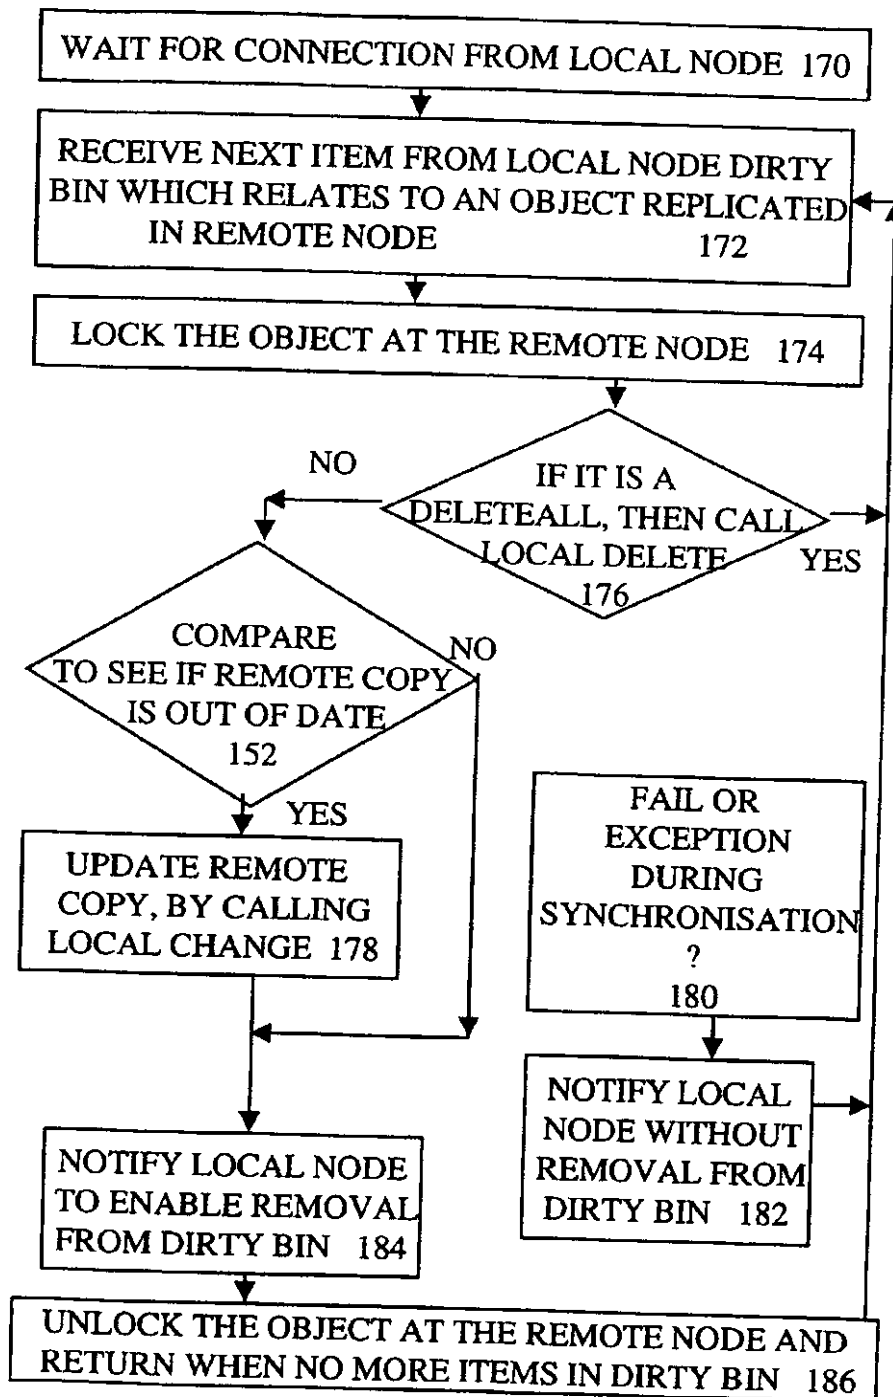 WAIT FOR CONNECTION FROM LOCAL NODE 170
RECEIVE NEXT ITEM FROM LOCAL NODE DIRTY
BIN WHICH RELATES TO AN OBJECT REPLICATED
IN REMOTE NODE 172
LOCK THE OBJECT AT THE REMOTE NODE 174
NO
IF IT IS A
DELETEALL, THEN CALL
LOCAL DELETE
176
YES
COMPARE
TO SEE IF REMOTE COPY
IS OUT OF DATE
152
NO
YES
UPDATE REMOTE
COPY, BY CALLING
LOCAL CHANGE 178
FAIL OR
EXCEPTION
DURING
SYNCHRONISATION
?
180
NOTIFY LOCAL
NODE WITHOUT
REMOVAL FROM
DIRTY BIN 182
NOTIFY LOCAL NODE
TO ENABLE REMOVAL
FROM DIRTY BIN 184
UNLOCK THE OBJECT AT THE REMOTE NODE AND
RETURN WHEN NO MORE ITEMS IN DIRTY BIN 186